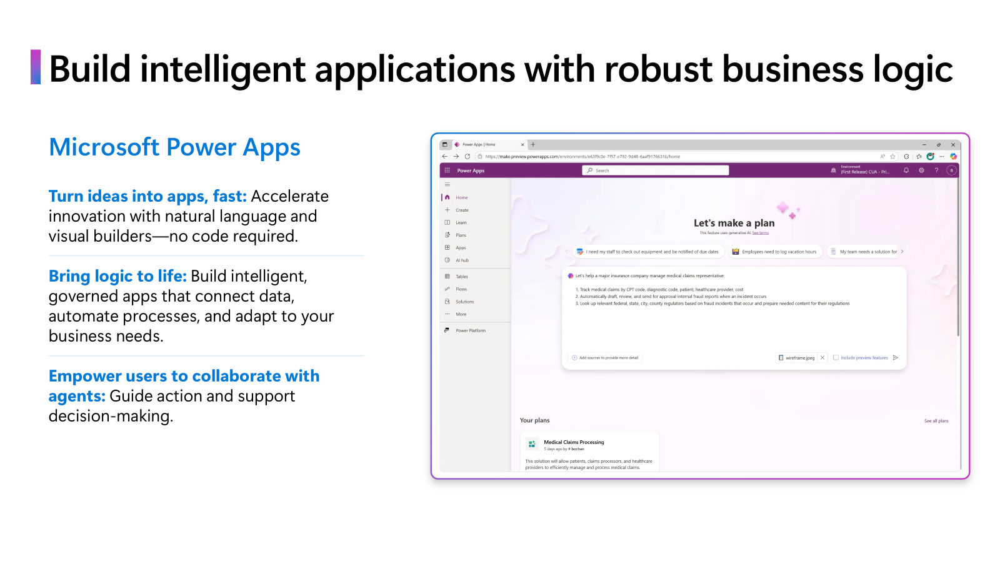 Build intelligent applications with robust business logic
Microsoft Power Apps
Turn ideas into apps, fast: Accelerate
innovation with natural language and
visual builders—no code required.
Bring logic to life: Build intelligent,
governed apps that connect data,
automate processes, and adapt to your
business needs.
Empower users to collaborate with
agents: Guide action and support
decision-making.
Power Apps | Home
https://make.preview.powerapps.com/environments/e63f9c0e-7f57-e792-9d48-6aaf9176631b/home
Power Apps
Search
Environment
(First Release) CUA - Pri...
B
Home
Create
Learn
Plans
Apps
AI hub
Tables
Flows
Solutions
More
Power Platform
Let's make a plan
This feature uses generative AI. See terms
I need my staff to check out equipment and be notified of due dates
Employees need to log vacation hours
My team needs a solution for
Let's help a major insurance company manage medical claims representative:
1. Track medical claims by CPT code, diagnostic code, patient, healthcare provider, cost
2. Automatically draft, review, and send for approval internal fraud reports when an incident occurs
3. Look up relevant federal, state, city, county regulators based on fraud incidents that occur and prepare needed content for their regulations
Add sources to provide more detail
wireframe.jpeg
Include preview features
Your plans
See all plans
Medical Claims Processing
5 days ago by # bochan
This solution will allow patients, claims processors, and healthcare
providers to efficiently manage and process medical claims.